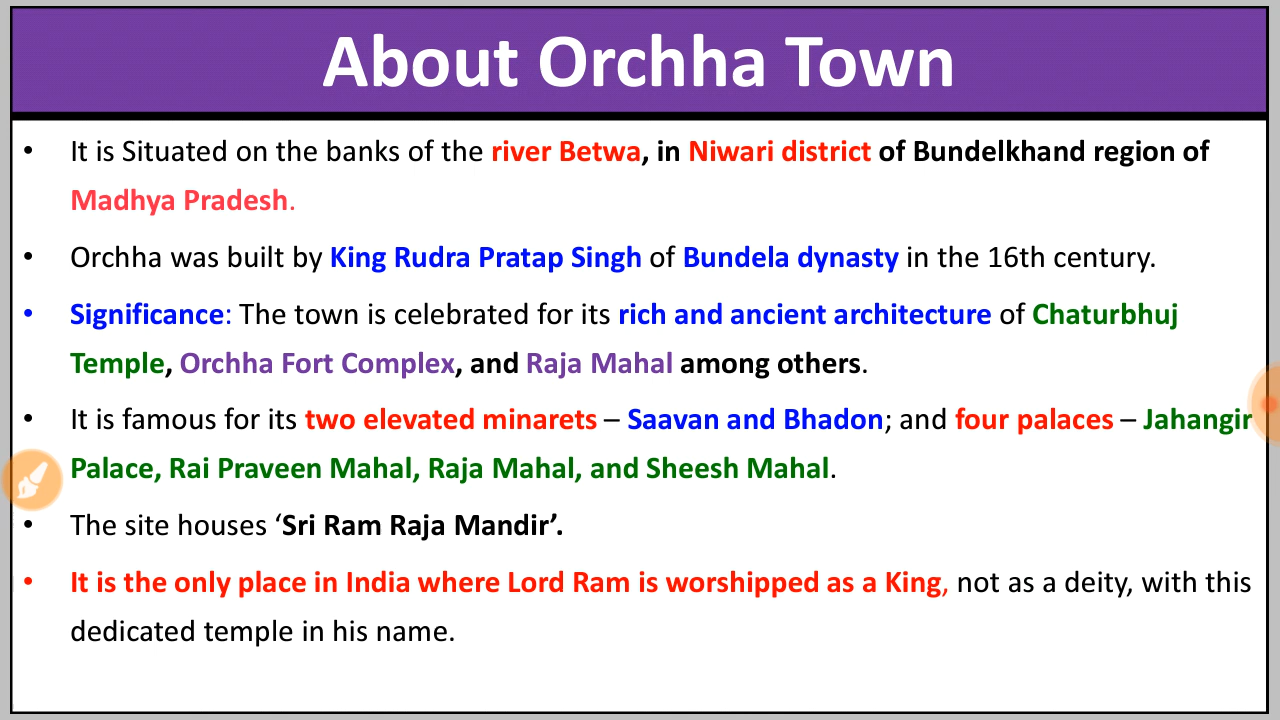 About Orchha Town
• It is Situated on the banks of the river Betwa, in Niwari district of Bundelkhand region of
Madhya Pradesh.
• Orchha was built by King Rudra Pratap Singh of Bundela dynasty in the 16th century.
• Significance: The town is celebrated for its rich and ancient architecture of Chaturbhuj
Temple, Orchha Fort Complex, and Raja Mahal among others.
• It is famous for its two elevated minarets – Saavan and Bhadon; and four palaces – Jahangir
Palace, Rai Praveen Mahal, Raja Mahal, and Sheesh Mahal.
• The site houses ‘Sri Ram Raja Mandir’.
• It is the only place in India where Lord Ram is worshipped as a King, not as a deity, with this
dedicated temple in his name.